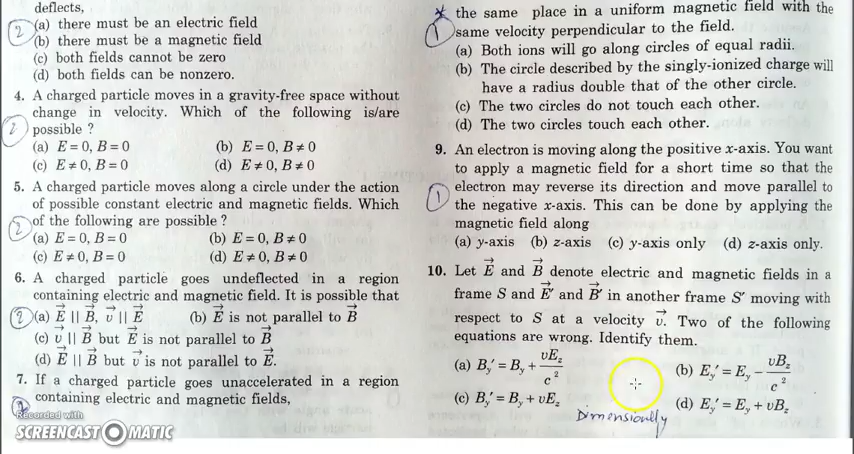 deflects,
(a) there must be an electric field
(b) there must be a magnetic field
(c) both fields cannot be zero
(d) both fields can be nonzero.
4. A charged particle moves in a gravity-free space without
change in velocity. Which of the following is/are
possible ?
(a) E = 0, B = 0 (b) E = 0, B ≠ 0
(c) E ≠ 0, B = 0 (d) E ≠ 0, B ≠ 0
5. A charged particle moves along a circle under the action
of possible constant electric and magnetic fields. Which
of the following are possible ?
(a) E = 0, B = 0 (b) E = 0, B ≠ 0
(c) E ≠ 0, B = 0 (d) E ≠ 0, B ≠ 0
6. A charged particle goes undeflected in a region
containing electric and magnetic field. It is possible that
(a) E⃗ || B⃗, v⃗ || E⃗ (b) E⃗ is not parallel to B⃗
(c) v⃗ || B⃗ but E⃗ is not parallel to B⃗
(d) E⃗ || B⃗ but v⃗ is not parallel to E⃗.
7. If a charged particle goes unaccelerated in a region
containing electric and magnetic fields,
Recorded with
SCREENCAST O MATIC
the same place in a uniform magnetic field with the
same velocity perpendicular to the field.
(a) Both ions will go along circles of equal radii.
(b) The circle described by the singly-ionized charge will
have a radius double that of the other circle.
(c) The two circles do not touch each other.
(d) The two circles touch each other.
9. An electron is moving along the positive x-axis. You want
to apply a magnetic field for a short time so that the
electron may reverse its direction and move parallel to
the negative x-axis. This can be done by applying the
magnetic field along
(a) y-axis (b) z-axis (c) y-axis only (d) z-axis only.
10. Let E⃗ and B⃗ denote electric and magnetic fields in a
frame S and E⃗' and B⃗' in another frame S' moving with
respect to S at a velocity v⃗. Two of the following
equations are wrong. Identify them.
(a) By' = By + vEz/c² (b) Ey' = Ey − vBz/c²
(c) By' = By + vEz (d) Ey' = Ey + vBz
Dimensionally